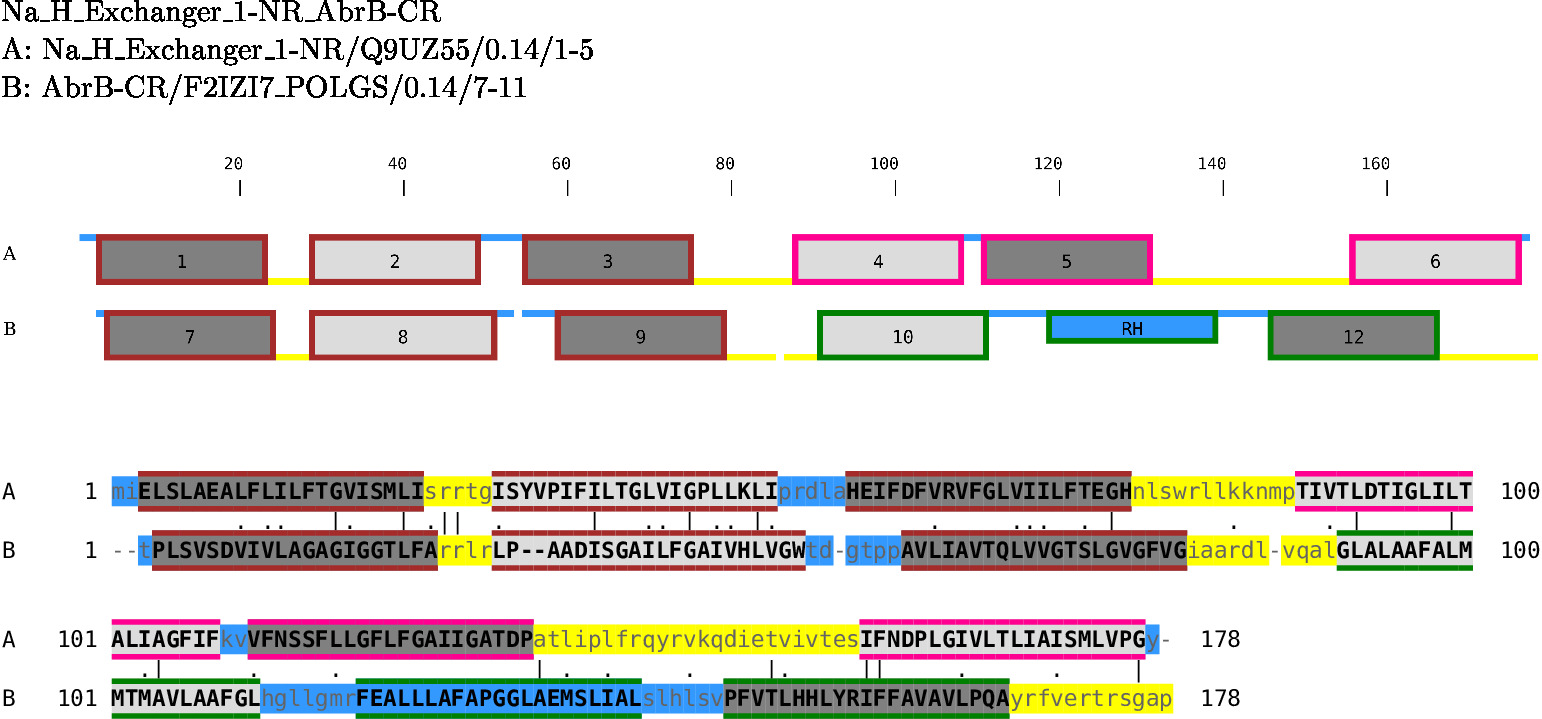 Na_H_Exchanger_1-NR_AbrB-CR
A: Na_H_Exchanger_1-NR/Q9UZ55/0.14/1-5
B: AbrB-CR/F2IZI7_POLGS/0.14/7-11
20 40 60 80 100 120 140 160
A 1 2 3 4 5 6
B 7 8 9 10 RH 12
A 1 miELSLAEALFLILFTGVISMLIsrrtgISYVPIFILTGLVIGPLLKLIprdlaHEIFDFVRVFGLVIILFTEGHnlswrllkknmpTIVTLDTIGLILT 100
B 1 --tPLSVSDVIVLAGAGIGGTLFArrlrLP--AADISGAILFGAIVHLVGWtd-gtppAVLIAVTQLVVGTSLGVGFVGiaardl-vqalGLALAAFALM 100
A 101 ALIAGFIFkvVFNSSFLLGFLFGAIIGATDPatliplfrqyrvkqdietvivtesIFNDPLGIVLTLIAISMLVPGy- 178
B 101 MTMAVLAAFGLhgllgmrFEALLLAFAPGGLAEMSLIALslhlsvPFVTLHHLYRIFFAVAVLPQAyrfvertrsgap 178